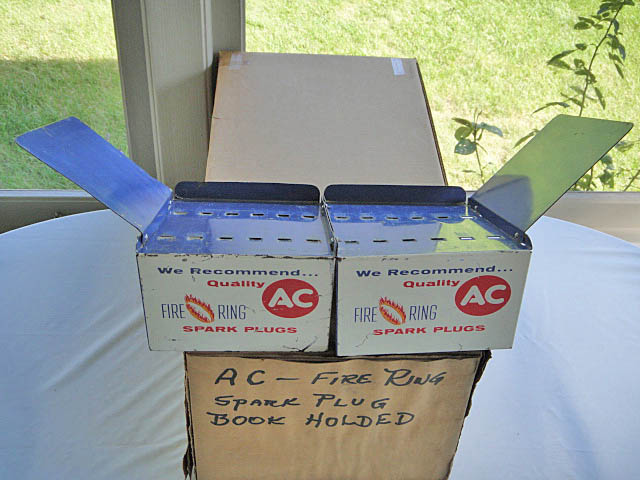 We Recommend...
Quality
AC
FIRE RING
SPARK PLUGS
We Recommend...
Quality
AC
FIRE RING
SPARK PLUGS
AC - FIRE RING
SPARK PLUG
BOOK HOLDED